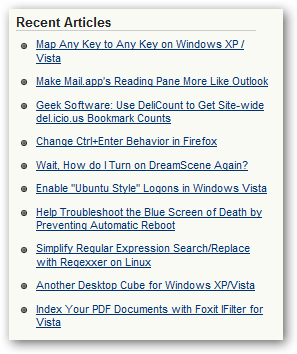 Recent Articles
Map Any Key to Any Key on Windows XP /
Vista
Make Mail.app's Reading Pane More Like Outlook
Geek Software: Use DeliCount to Get Site-wide
del.icio.us Bookmark Counts
Change Ctrl+Enter Behavior in Firefox
Wait, How do I Turn on DreamScene Again?
Enable "Ubuntu Style" Logons in Windows Vista
Help Troubleshoot the Blue Screen of Death by
Preventing Automatic Reboot
Simplify Regular Expression Search/Replace
with Regexxer on Linux
Another Desktop Cube for Windows XP/Vista
Index Your PDF Documents with Foxit IFilter for
Vista